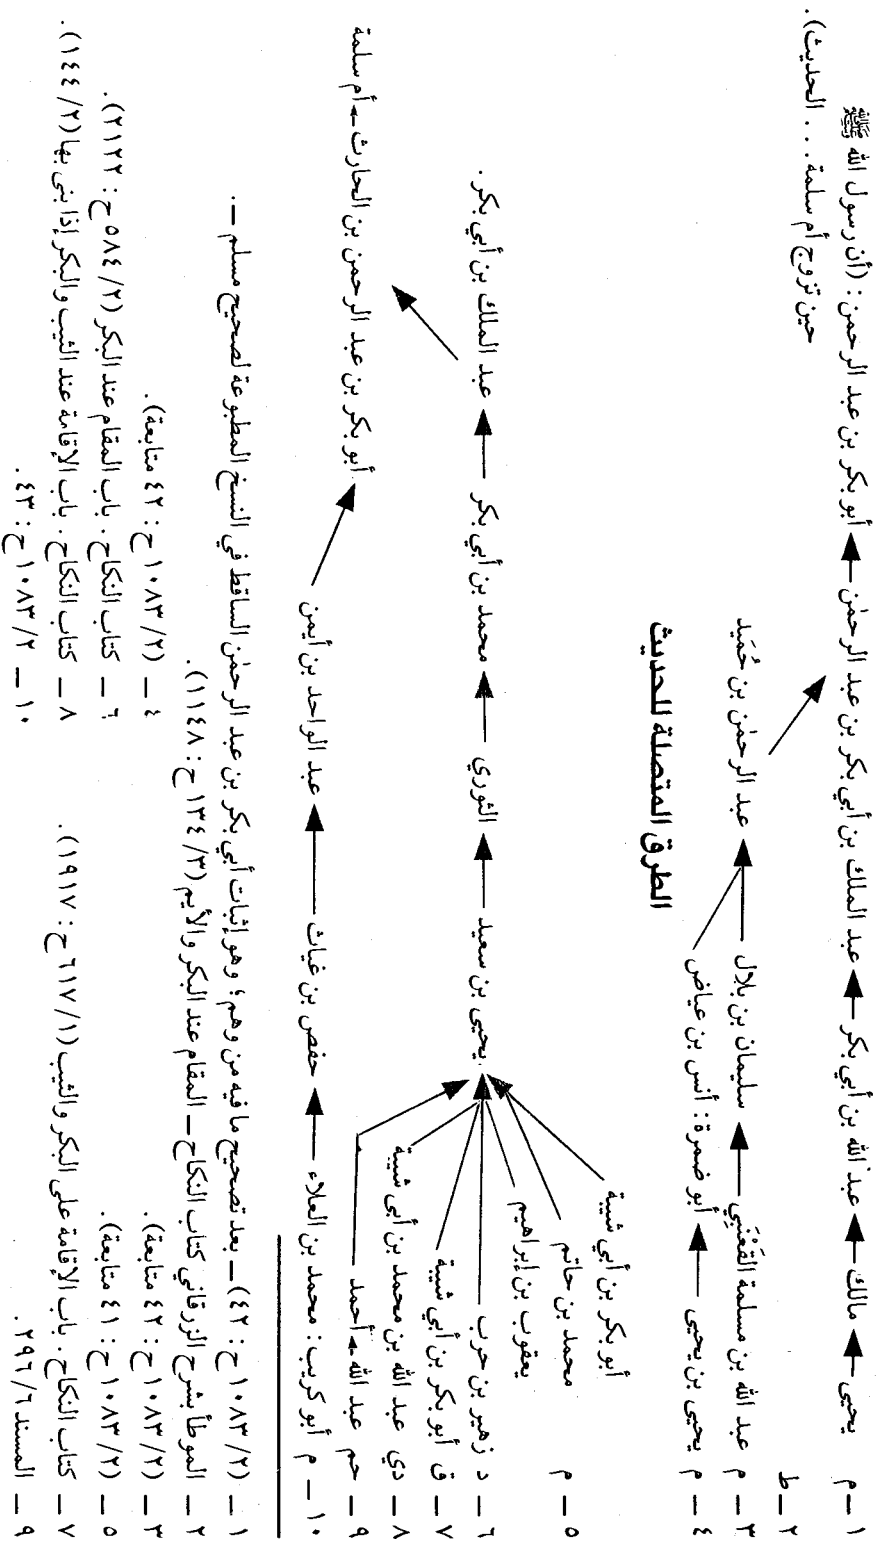 ١ – م يحيى ← مالك ← عبد الله بن أبي بكر ← عبد الملك بن أبي بكر بن عبد الرحمٰن ← أبو بكر بن عبد الرحمن: (أن رسول الله ﷺ
حين تزوج أم سلمة . . . الحديث).
٢ – ط
٣ – م عبد الله بن مسلمة القَعْنَبِي ← سليمان بن بلال ← عبد الرحمٰن بن حُمَيد
٤ – م يحيى بن يحيى ← أبو ضمرة: أنس بن عياض
الطرق المتصلة للحديث
٥ – م
أبو بكر بن أبي شيبة
محمد بن حاتم
يعقوب بن إبراهيم
٦ – د زهير بن حرب
يحيى بن سعيد ← الثوري ← محمد بن أبي بكر ← عبد الملك بن أبي بكر.
٧ – ق أبو بكر بن أبي شيبة
٨ – دي عبد الله بن محمد بن أبي شيبة
٩ – حم عبد الله ← أحمد
أبو بكر بن عبد الرحمن بن الحارث ← أم سلمة
١٠ – م أبو كريب: محمد بن العلاء ← حفص بن غياث ← عبد الواحد بن أيمن
١ – (٢/ ١٠٨٣ ح: ٤٢) – بعد تصحيح ما فيه من وهم؛ وهو إثبات أبي بكر بن عبد الرحمٰن الساقط في النسخ المطبوعة لصحيح مسلم –.
٢ – الموطأ بشرح الزرقاني كتاب النكاح – المقام عند البكر والأيم (٣/ ١٣٤ ح: ١١٤٨).
٣ – (٢/ ١٠٨٣ ح: ٤٢ متابعة). ٤ – (٢/ ١٠٨٣ ح: ٤٢ متابعة).
٥ – (٢/ ١٠٨٣ ح: ٤١ متابعة). ٦ – كتاب النكاح. باب المقام عند البكر (٢/ ٥٨٤ ح: ٢١٢٢).
٧ – كتاب النكاح. باب الإقامة على البكر والثيب (١/ ٦١٧ ح: ١٩١٧). ٨ – كتاب النكاح. باب الإقامة عند الثيب والبكر إذا بنى بها (٢/ ١٤٤).
٩ – المسند ٦/ ٢٩٦. ١٠ – ٢/ ١٠٨٣ ح: ٤٣.